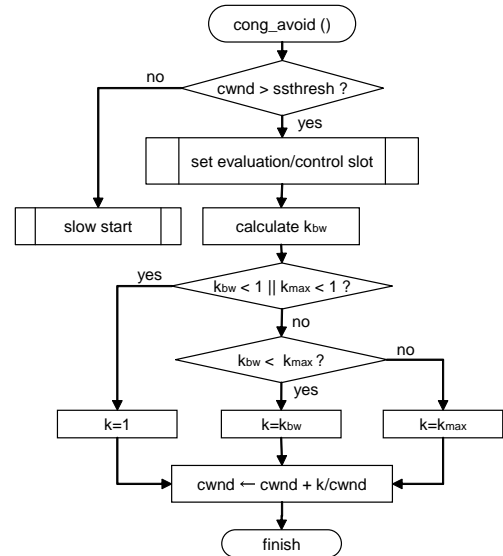 cong_avoid ()
no
cwnd > ssthresh ?
yes
set evaluation/control slot
slow start
calculate kbw
yes
kbw < 1 || kmax < 1 ?
no
kbw < kmax ?
no
yes
k=1
k=kbw
k=kmax
cwnd ← cwnd + k/cwnd
finish